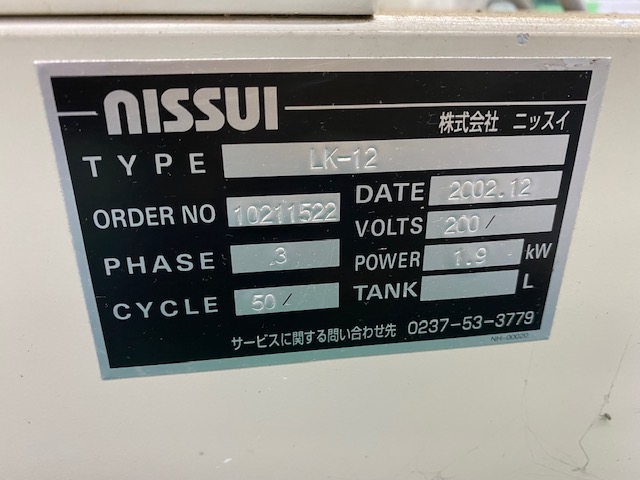 NISSUI
株式会社 ニッスイ
TYPE LK-12
ORDER NO 10211522 DATE 2002.12
VOLTS 200/
PHASE 3 POWER 1.9 kW
CYCLE 50/ TANK L
サービスに関する問い合わせ先 0237-53-3779
NH-00020